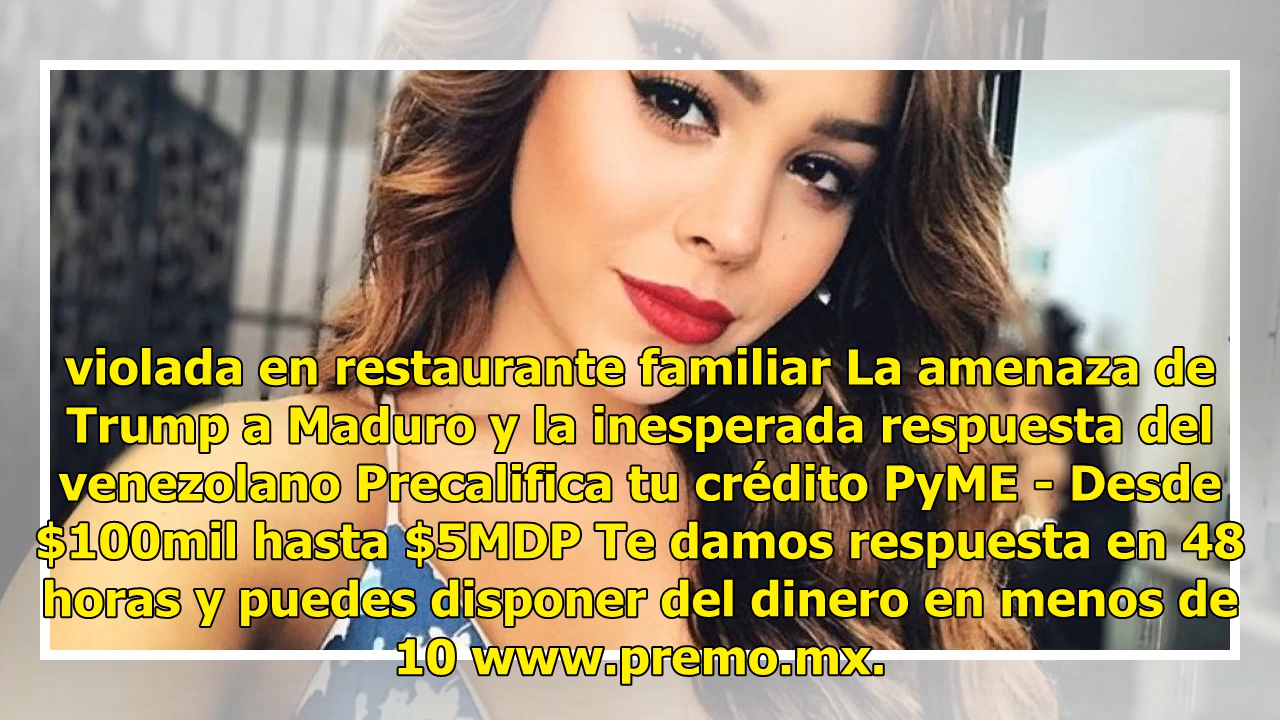 violada en restaurante familiar La amenaza de
Trump a Maduro y la inesperada respuesta del
venezolano Precalifica tu crédito PyME - Desde
$100mil hasta $5MDP Te damos respuesta en 48
horas y puedes disponer del dinero en menos de
10 www.premo.mx.